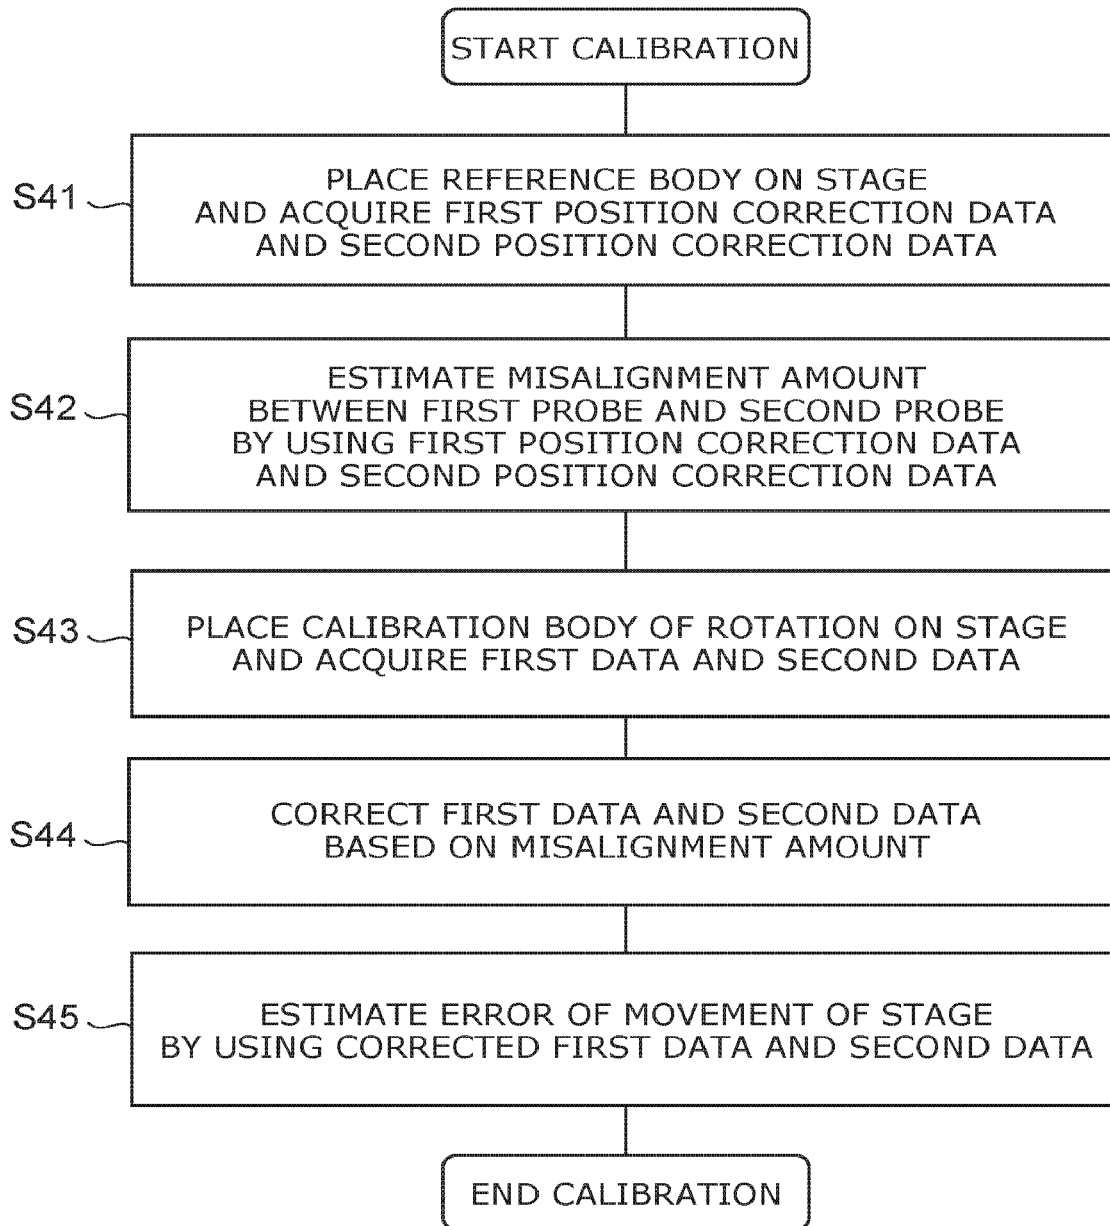 START CALIBRATION
S41
PLACE REFERENCE BODY ON STAGE
AND ACQUIRE FIRST POSITION CORRECTION DATA
AND SECOND POSITION CORRECTION DATA
S42
ESTIMATE MISALIGNMENT AMOUNT
BETWEEN FIRST PROBE AND SECOND PROBE
BY USING FIRST POSITION CORRECTION DATA
AND SECOND POSITION CORRECTION DATA
S43
PLACE CALIBRATION BODY OF ROTATION ON STAGE
AND ACQUIRE FIRST DATA AND SECOND DATA
S44
CORRECT FIRST DATA AND SECOND DATA
BASED ON MISALIGNMENT AMOUNT
S45
ESTIMATE ERROR OF MOVEMENT OF STAGE
BY USING CORRECTED FIRST DATA AND SECOND DATA
END CALIBRATION